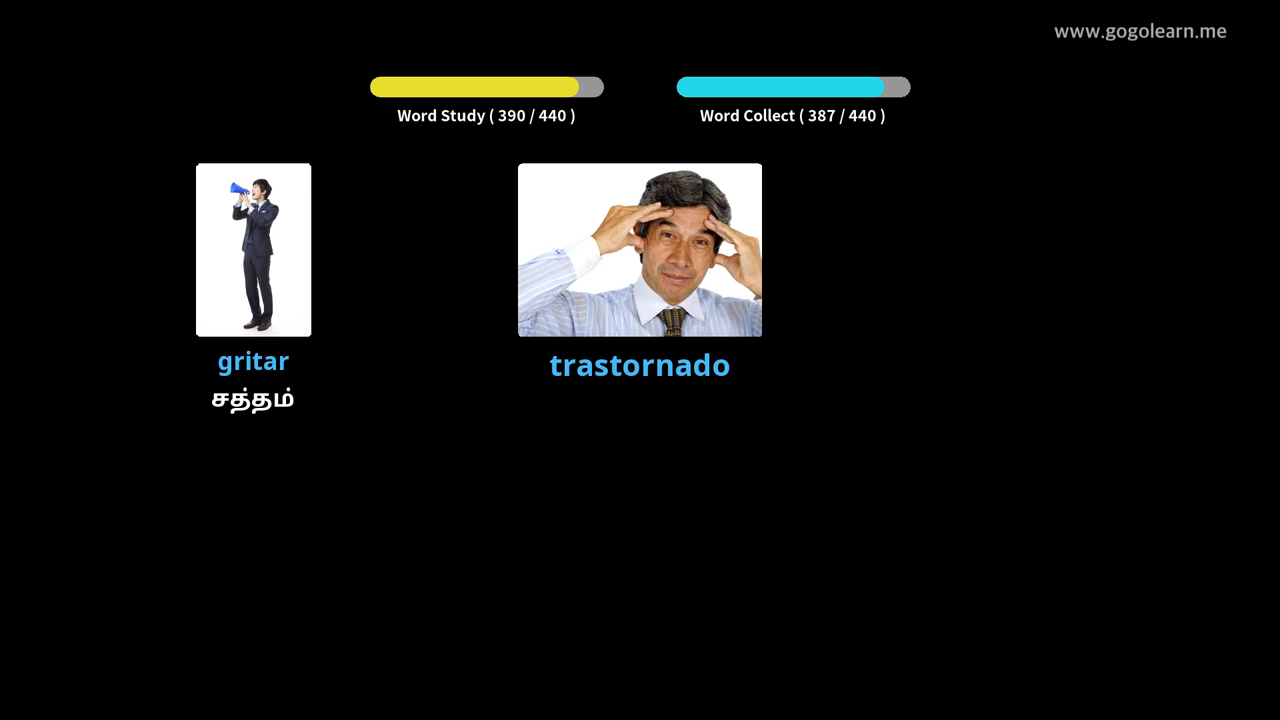 www.gogolearn.me
Word Study ( 390 / 440 )
Word Collect ( 387 / 440 )
gritar
சத்தம்
trastornado